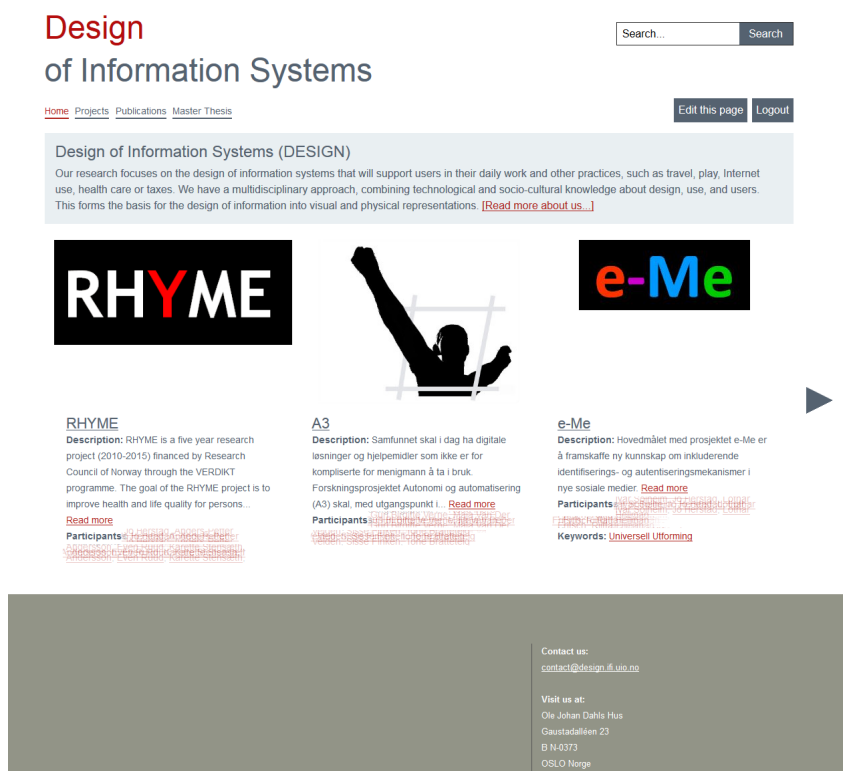 Design
of Information Systems
Search...
Search
Home Projects Publications Master Thesis
Edit this page Logout
Design of Information Systems (DESIGN)
Our research focuses on the design of information systems that will support users in their daily work and other practices, such as travel, play, Internet
use, health care or taxes. We have a multidisciplinary approach, combining technological and socio-cultural knowledge about design, use, and users.
This forms the basis for the design of information into visual and physical representations. [Read more about us...]
RHYME
RHYME
Description: RHYME is a five year research
project (2010-2015) financed by Research
Council of Norway through the VERDIKT
programme. The goal of the RHYME project is to
improve health and life quality for persons...
Read more
Participants
A3
Description: Samfunnet skal i dag ha digitale
løsninger og hjelpemidler som ikke er for
kompliserte for menigmann å ta i bruk.
Forskningsprosjektet Autonomi og automatisering
(A3) skal, med utgangspunkt i... Read more
Participants
e-Me
e-Me
Description: Hovedmålet med prosjektet e-Me er
å framskaffe ny kunnskap om inkluderende
identifiserings- og autentiseringsmekanismer i
nye sosiale medier. Read more
Participants
Keywords: Universell Utforming
Contact us:
contact@design.ifi.uio.no
Visit us at:
Ole Johan Dahls Hus
Gaustadalléen 23
B N-0373
OSLO Norge